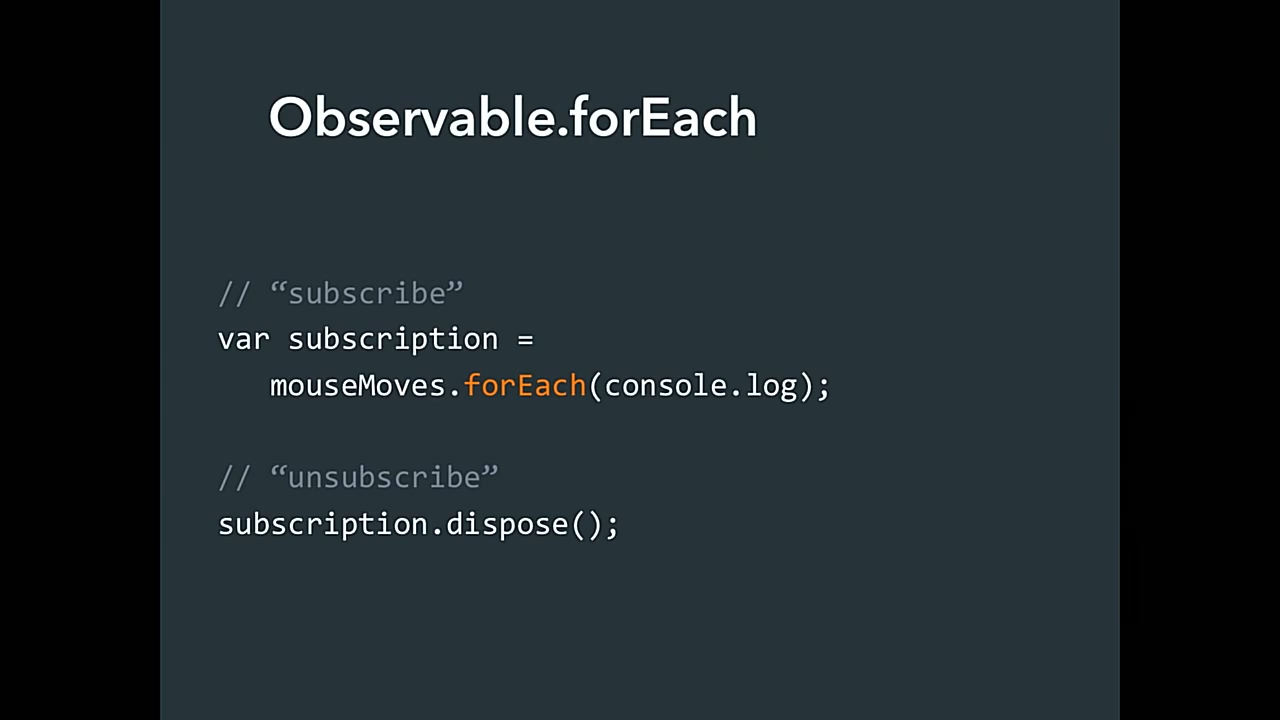 Observable.forEach
// “subscribe”
var subscription =
mouseMoves.forEach(console.log);
// “unsubscribe”
subscription.dispose();